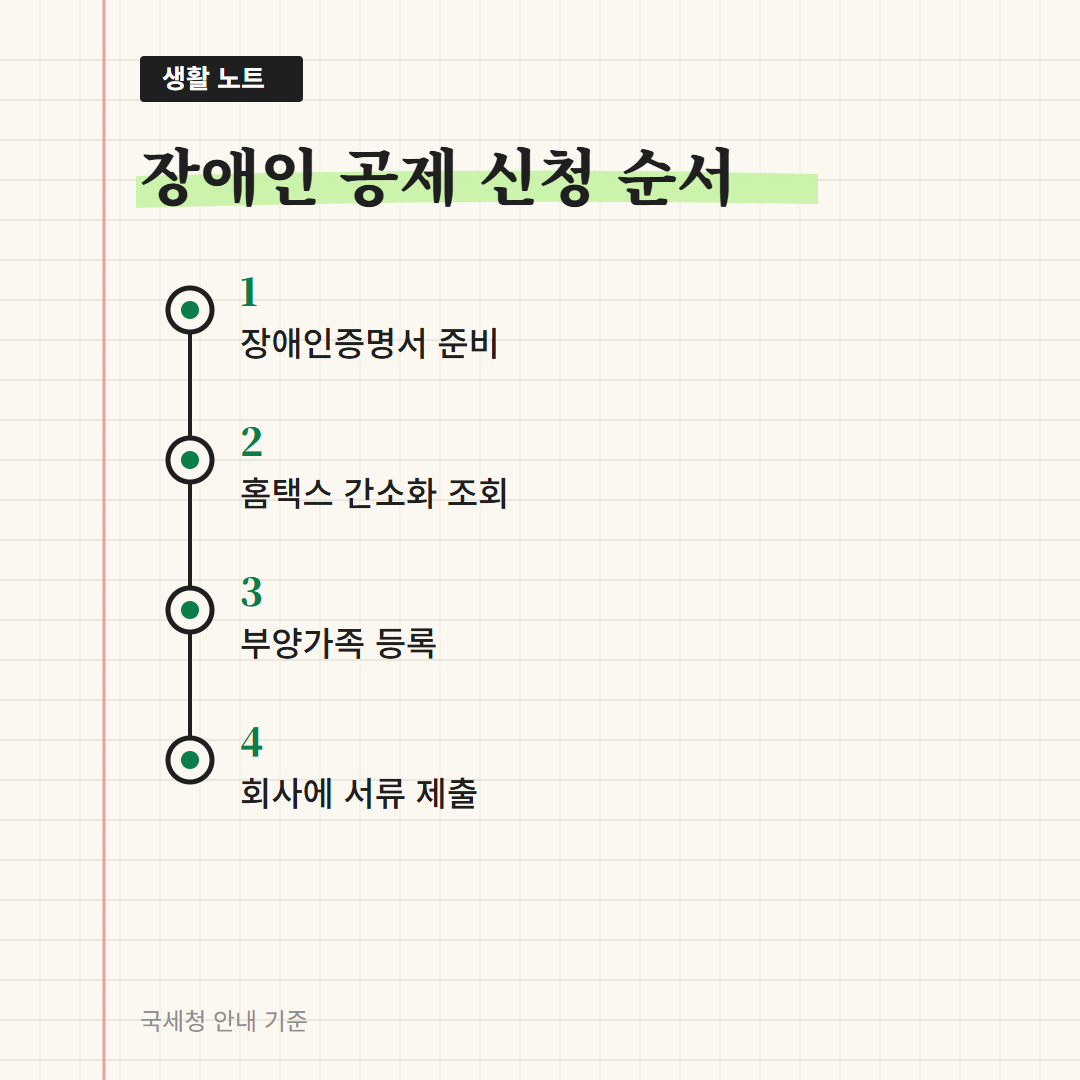 생활 노트
장애인 공제 신청 순서
1
장애인증명서 준비
2
홈택스 간소화 조회
3
부양가족 등록
4
회사에 서류 제출
국세청 안내 기준